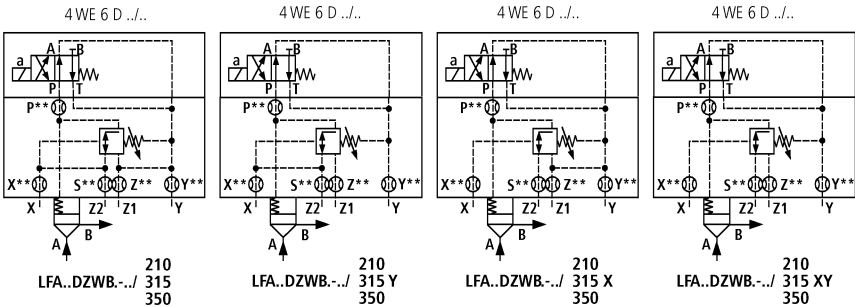 4 WE 6 D ../..
A B
a
P T
P**
X** S** Z** Y**
X Z2 Z1 Y
B
A
210
LFA..DZWB.-../ 315
350
4 WE 6 D ../..
A B
a
P T
P**
X** S** Z** Y**
X Z2 Z1 Y
B
A
210
LFA..DZWB.-../ 315 Y
350
4 WE 6 D ../..
A B
a
P T
P**
X** S** Z** Y**
X Z2 Z1 Y
B
A
210
LFA..DZWB.-../ 315 X
350
4 WE 6 D ../..
A B
a
P T
P**
X** S** Z** Y**
X Z2 Z1 Y
B
A
210
LFA..DZWB.-../ 315 XY
350